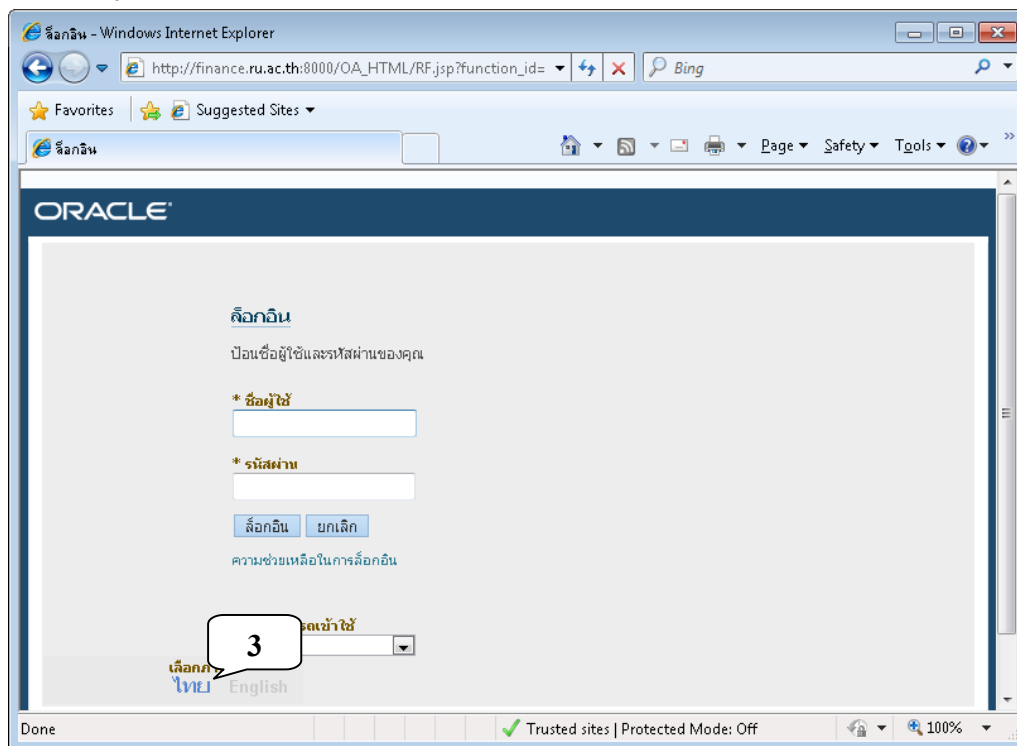 ล็อกอิน - Windows Internet Explorer
http://finance.ru.ac.th:8000/OA_HTML/RF.jsp?function_id=
Bing
Favorites
Suggested Sites
ล็อกอิน
Page
Safety
Tools
ORACLE
ล็อกอิน
ป้อนชื่อผู้ใช้และรหัสผ่านของคุณ
* ชื่อผู้ใช้
* รหัสผ่าน
ล็อกอิน ยกเลิก
ความช่วยเหลือในการล็อกอิน
เข้าใช้
3
ไทย English
Done
Trusted sites | Protected Mode: Off
100%